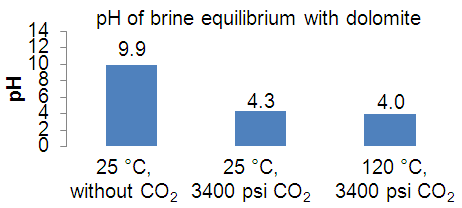 pH of brine equilibrium with dolomite
pH
14
12
10
8
6
4
2
0
9.9
4.3
4.0
25 °C,
without CO₂
25 °C,
3400 psi CO₂
120 °C,
3400 psi CO₂